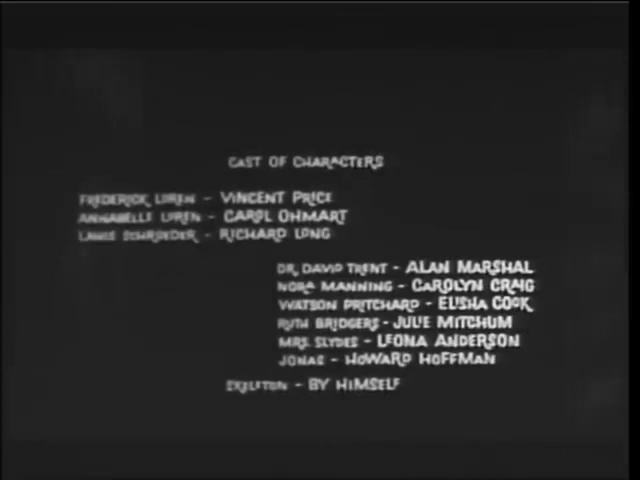 CAST OF CHARACTERS
FREDERICK LOREN - VINCENT PRICE
ANNABELLE LOREN - CAROL OHMART
LANCE SCHROEDER - RICHARD LONG
DR. DAVID TRENT - ALAN MARSHAL
NORA MANNING - CAROLYN CRAIG
WATSON PRITCHARD - ELISHA COOK
RUTH BRIDGERS - JULIE MITCHUM
MRS. SLYDES - LEONA ANDERSON
JONAS - HOWARD HOFFMAN
SKELETON - BY HIMSELF